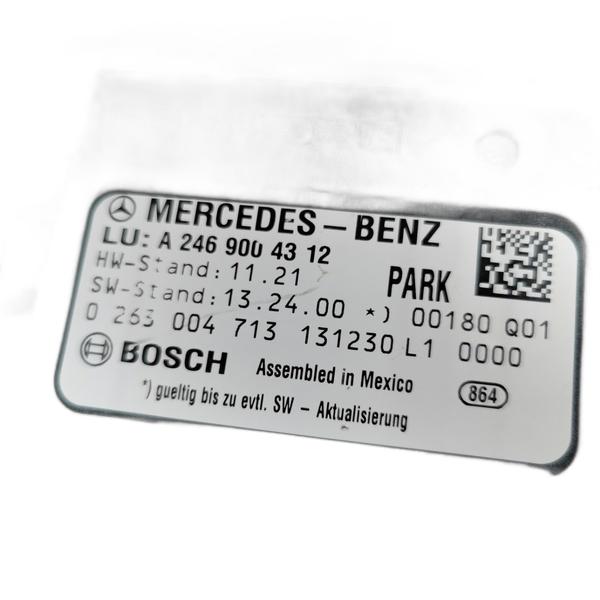 MERCEDES-BENZ
LU: A 246 900 43 12
HW-Stand: 11.21
PARK
SW-Stand: 13.24.00 *) 00180 Q01
0 263 004 713 131230 L1 0000
BOSCH Assembled in Mexico 864
*) gueltig bis zu evtl. SW - Aktualisierung